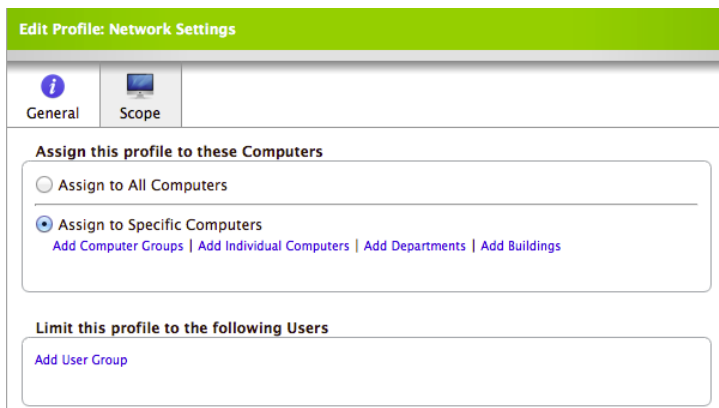 Edit Profile: Network Settings
General
Scope
Assign this profile to these Computers
Assign to All Computers
Assign to Specific Computers
Add Computer Groups | Add Individual Computers | Add Departments | Add Buildings
Limit this profile to the following Users
Add User Group